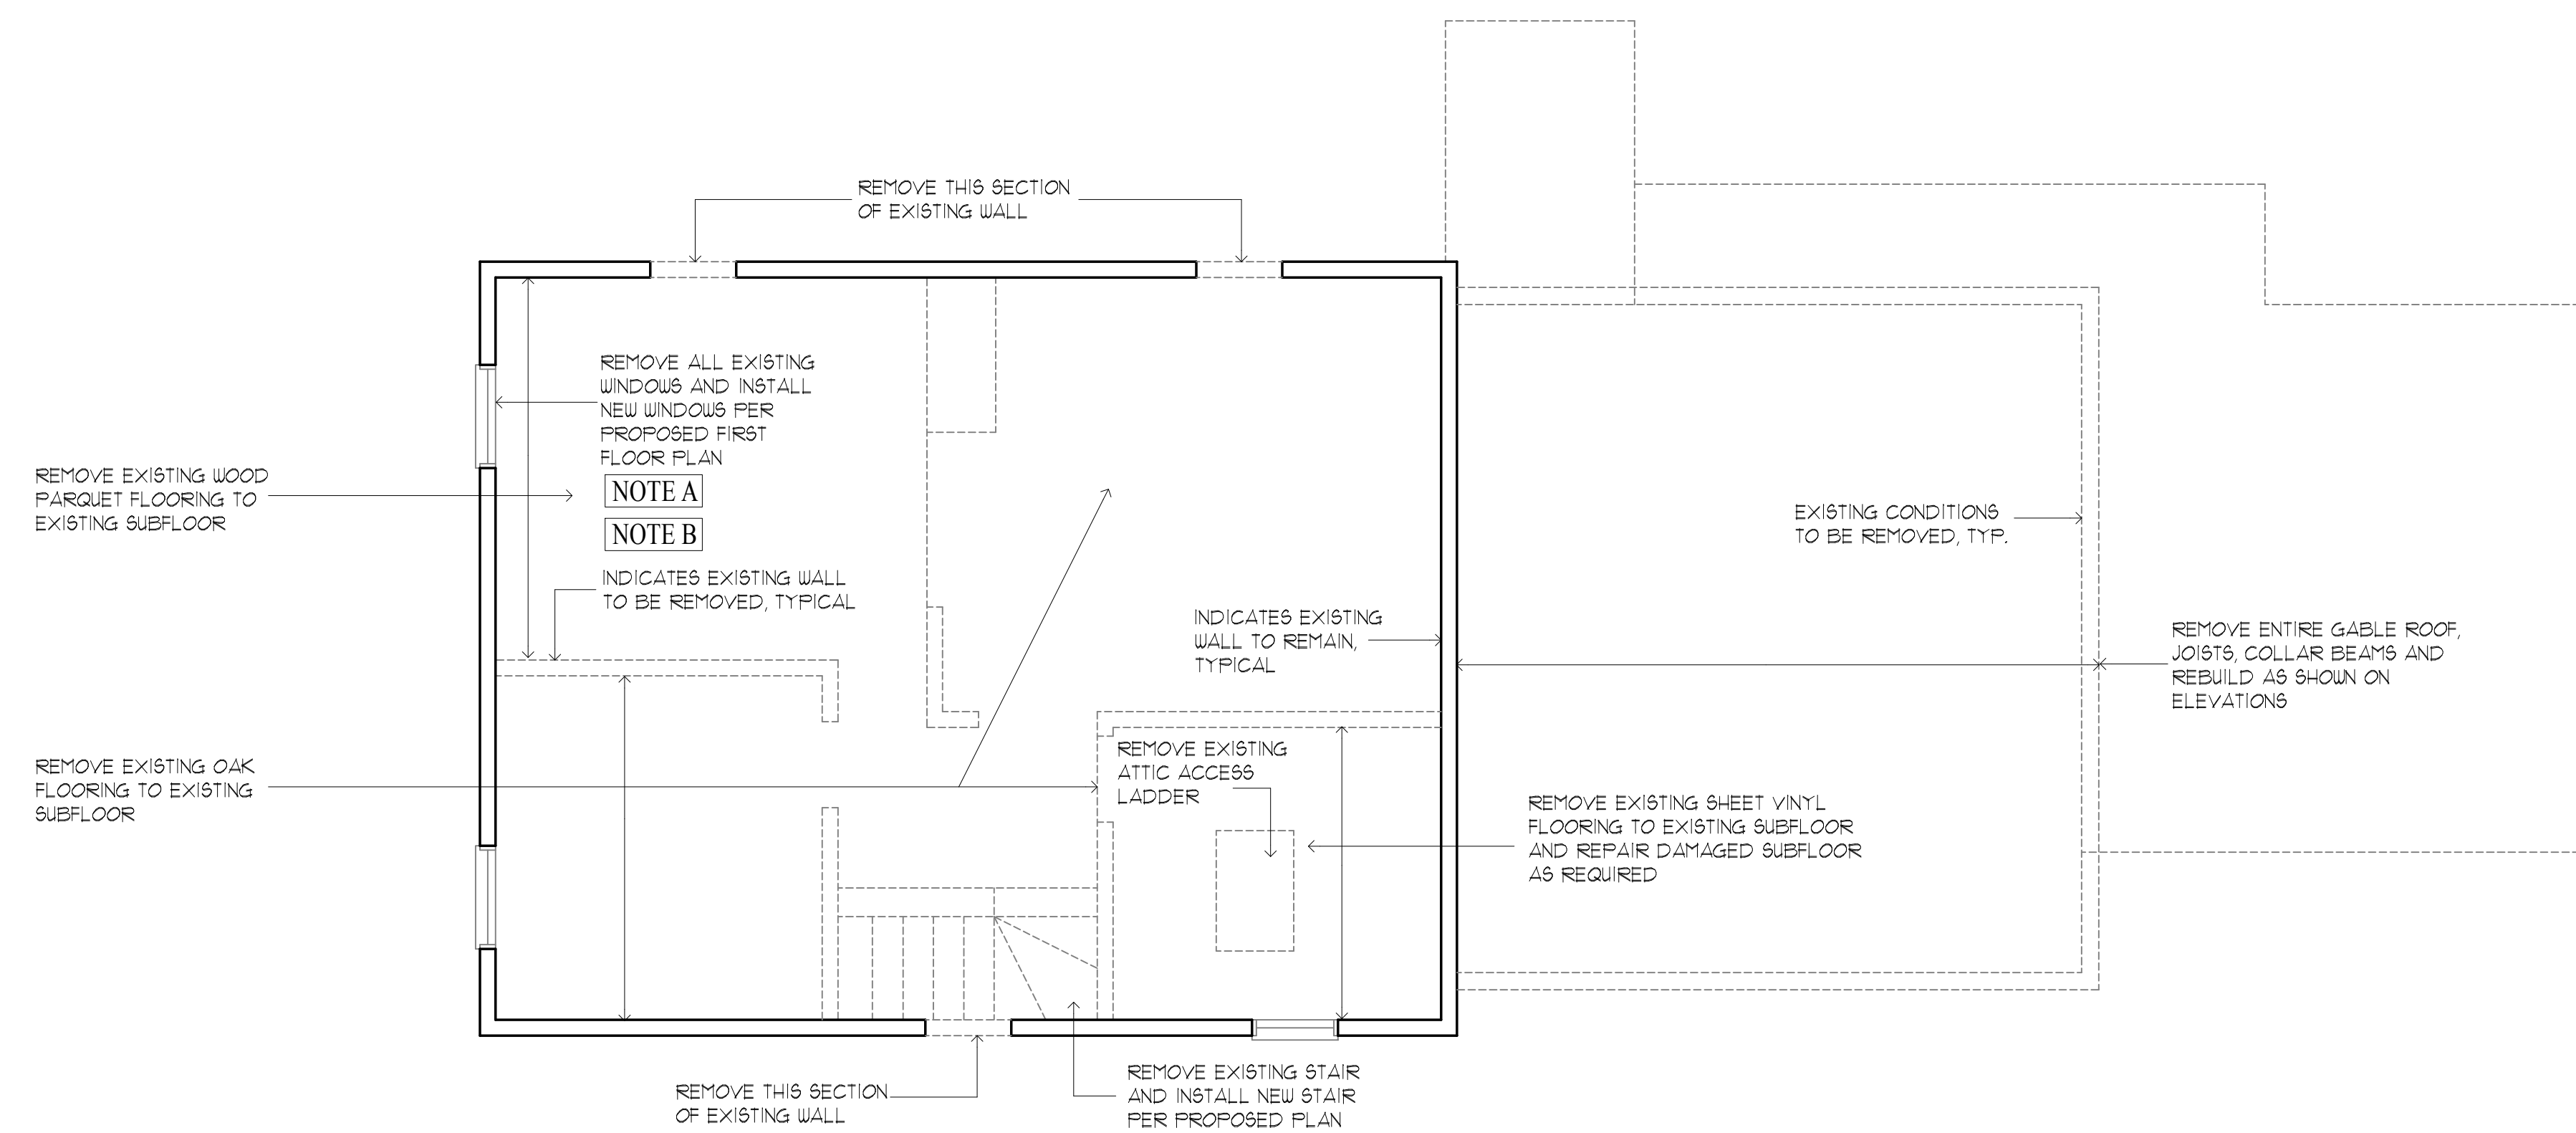 REMOVE THIS SECTION
OF EXISTING WALL
REMOVE ALL EXISTING
WINDOWS AND INSTALL
NEW WINDOWS PER
PROPOSED FIRST
FLOOR PLAN
NOTE A
NOTE B
REMOVE EXISTING WOOD
PARQUET FLOORING TO
EXISTING SUBFLOOR
INDICATES EXISTING WALL
TO BE REMOVED, TYPICAL
EXISTING CONDITIONS
TO BE REMOVED, TYP.
INDICATES EXISTING
WALL TO REMAIN,
TYPICAL
REMOVE ENTIRE GABLE ROOF,
JOISTS, COLLAR BEAMS AND
REBUILD AS SHOWN ON
ELEVATIONS
REMOVE EXISTING OAK
FLOORING TO EXISTING
SUBFLOOR
REMOVE EXISTING
ATTIC ACCESS
LADDER
REMOVE EXISTING SHEET VINYL
FLOORING TO EXISTING SUBFLOOR
AND REPAIR DAMAGED SUBFLOOR
AS REQUIRED
REMOVE THIS SECTION
OF EXISTING WALL
REMOVE EXISTING STAIR
AND INSTALL NEW STAIR
PER PROPOSED PLAN